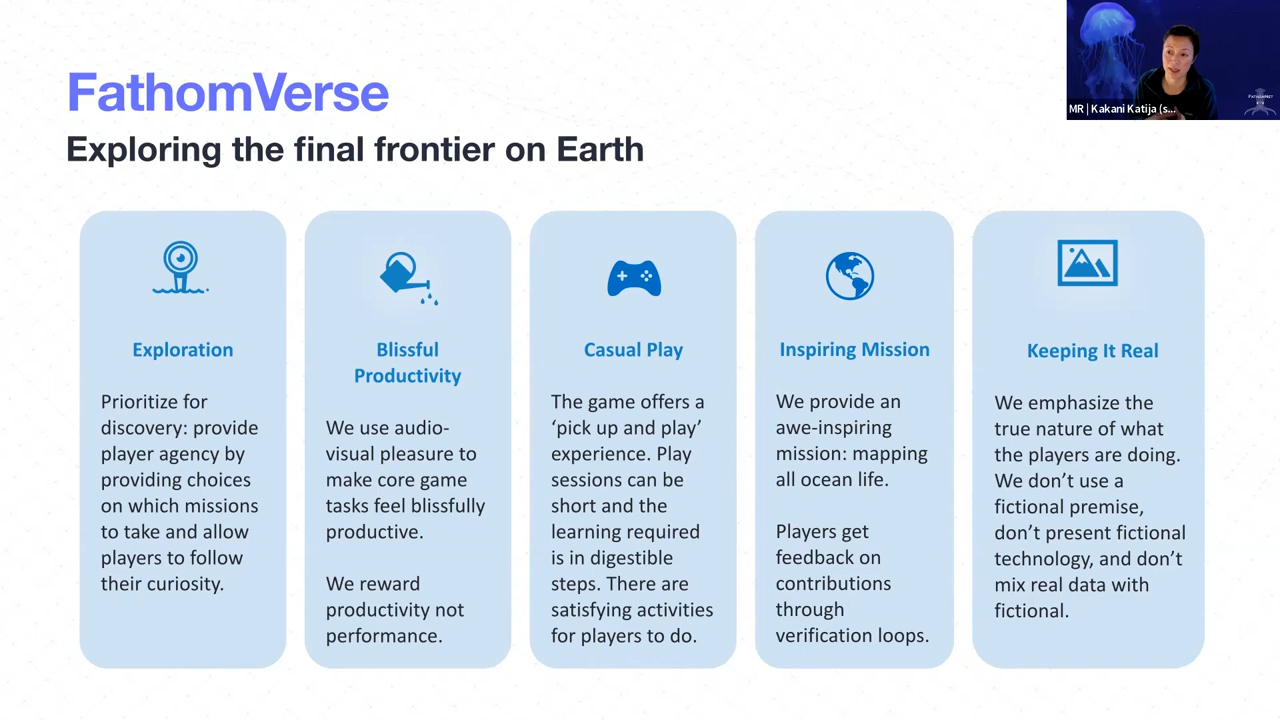 FathomVerse
Exploring the final frontier on Earth
MR | Kakani Katija (s...
Exploration
Prioritize for
discovery: provide
player agency by
providing choices
on which missions
to take and allow
players to follow
their curiosity.
Blissful
Productivity
We use audio-
visual pleasure to
make core game
tasks feel blissfully
productive.
We reward
productivity not
performance.
Casual Play
The game offers a
‘pick up and play’
experience. Play
sessions can be
short and the
learning required
is in digestible
steps. There are
satisfying activities
for players to do.
Inspiring Mission
We provide an
awe-inspiring
mission: mapping
all ocean life.
Players get
feedback on
contributions
through
verification loops.
Keeping It Real
We emphasize the
true nature of what
the players are doing.
We don’t use a
fictional premise,
don’t present fictional
technology, and don’t
mix real data with
fictional.